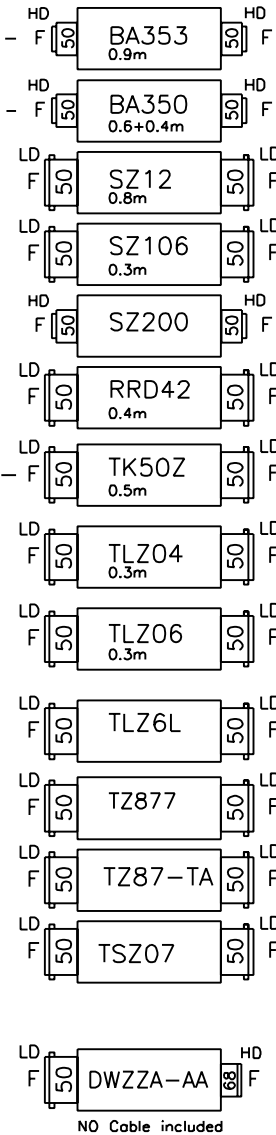 HD HD
- F 50 BA353 50 F
0.9m
HD HD
- F 50 BA350 50 F
0.6+0.4m
LD LD
F 50 SZ12 50 F
0.8m
LD LD
F 50 SZ106 50 F
0.3m
HD HD
F 50 SZ200 50 F
LD LD
F 50 RRD42 50 F
0.4m
LD LD
- F 50 TK50Z 50 F
0.5m
LD LD
F 50 TLZ04 50 F
0.3m
LD LD
F 50 TLZ06 50 F
0.3m
LD LD
F 50 TLZ6L 50 F
LD LD
F 50 TZ877 50 F
LD LD
F 50 TZ87-TA 50 F
LD LD
F 50 TSZ07 50 F
LD HD
F 50 DWZZA-AA 68 F
NO Cable included